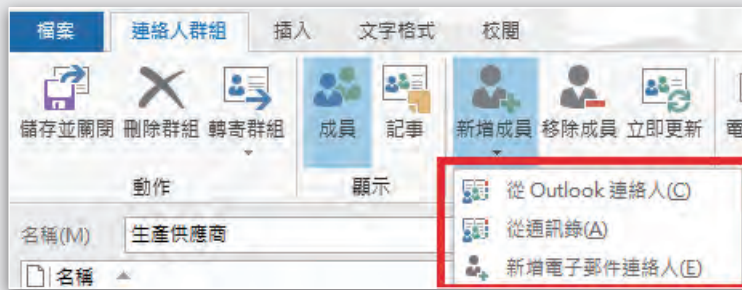 檔案 連絡人群組 插入 文字格式 校閱
儲存並關閉 刪除群組 轉寄群組 成員 記事 新增成員 移除成員 立即更新 電
動作 顯示
從 Outlook 連絡人(C)
名稱(M) 生產供應商
從通訊錄(A)
名稱
新增電子郵件連絡人(E)